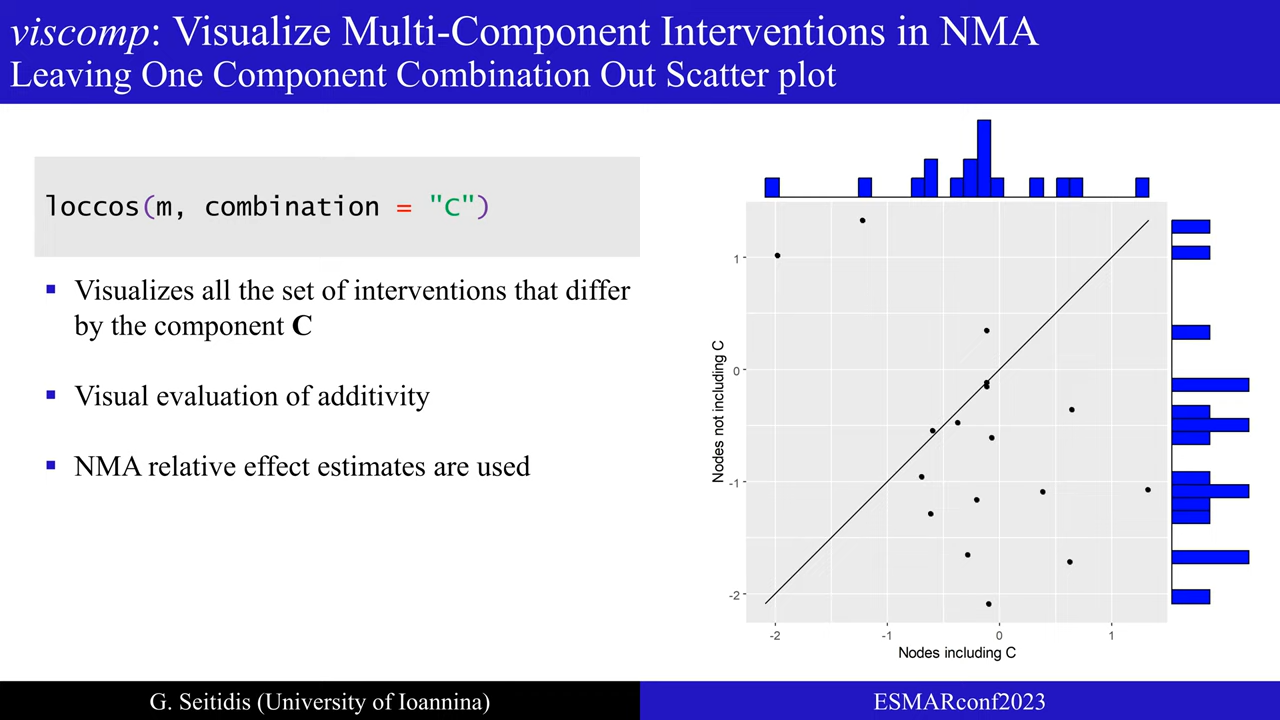 viscomp: Visualize Multi-Component Interventions in NMA
Leaving One Component Combination Out Scatter plot
loccos(m, combination = "C")
Visualizes all the set of interventions that differ
by the component C
Visual evaluation of additivity
NMA relative effect estimates are used
Nodes not including C
1
0
-1
-2
-2
-1
0
1
Nodes including C
G. Seitidis (University of Ioannina)
ESMARconf2023